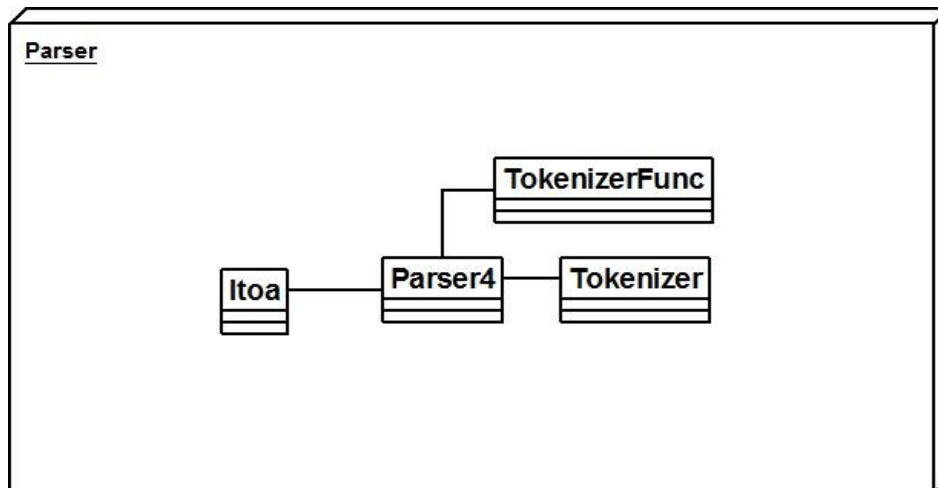 Parser
TokenizerFunc
Itoa
Parser4
Tokenizer